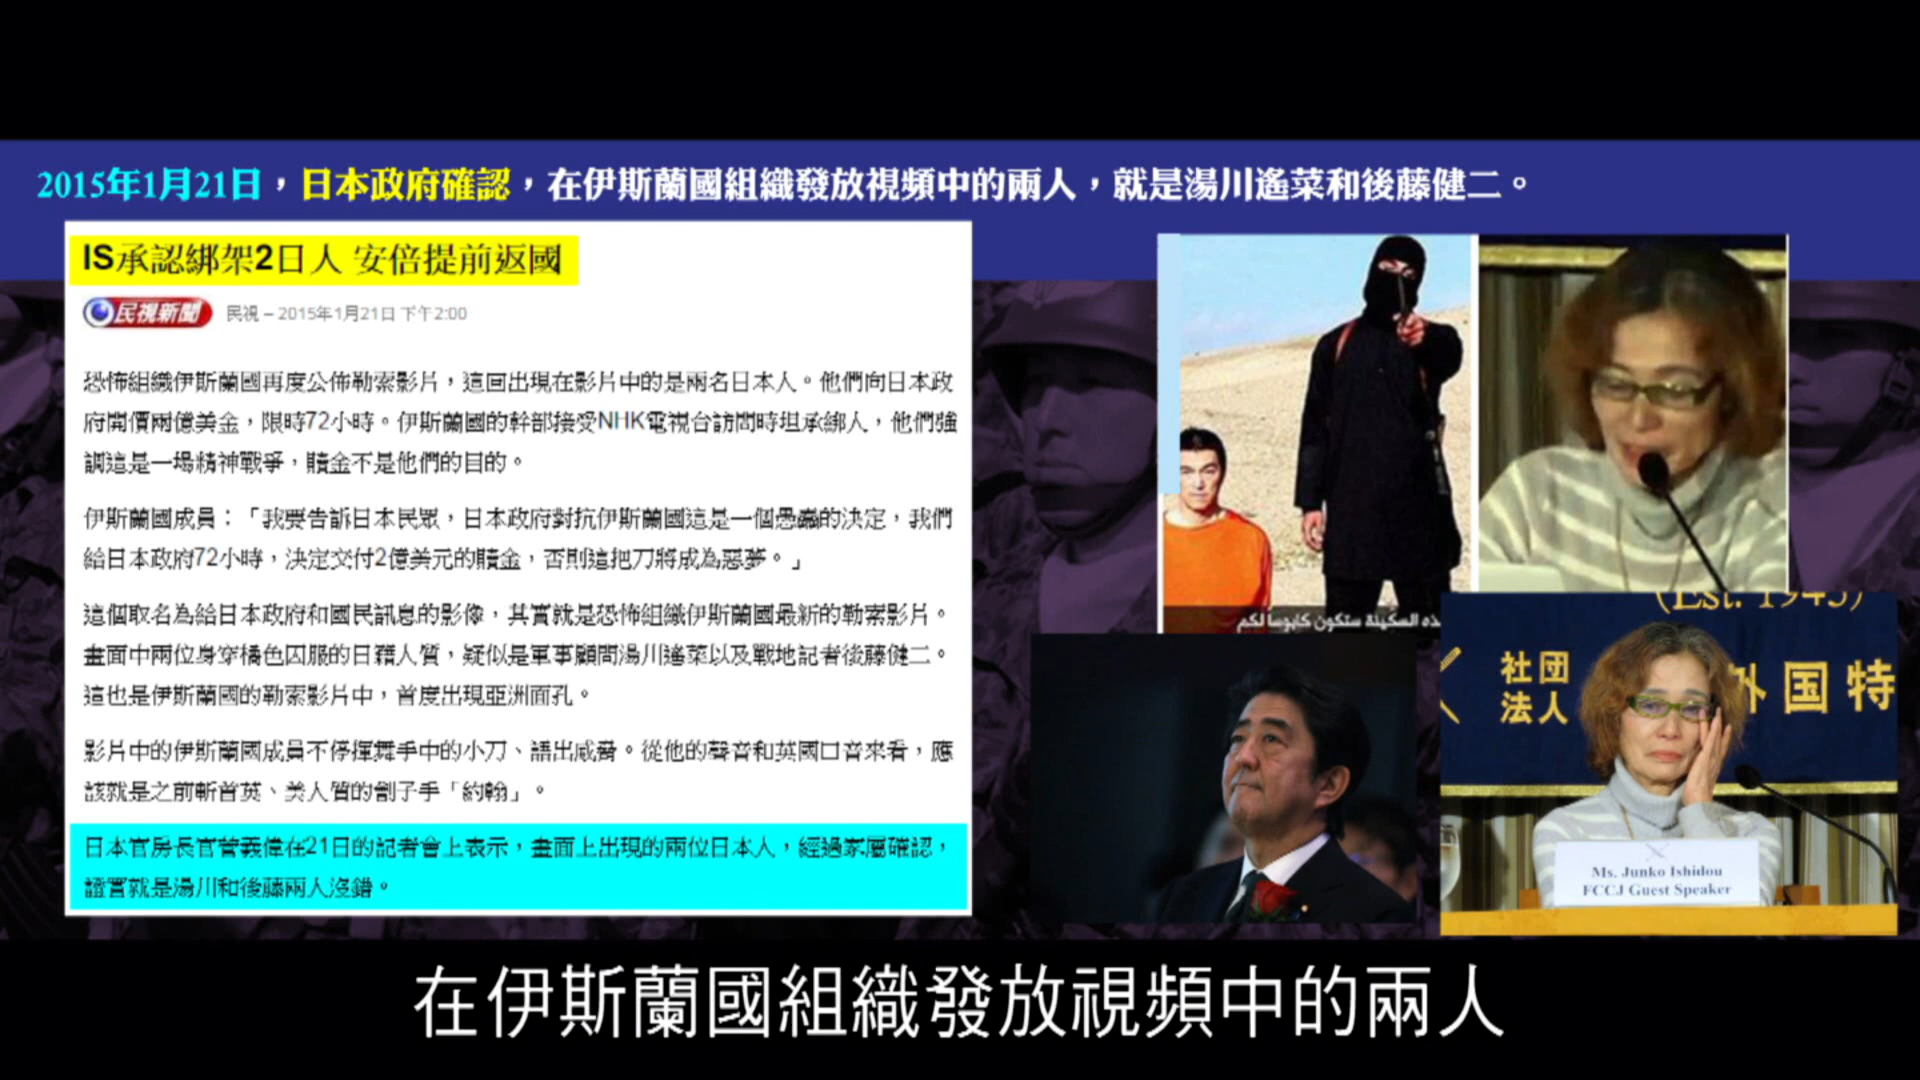 2015年1月21日，日本政府確認，在伊斯蘭國組織發放視頻中的兩人，就是湯川遙菜和後藤健二。
IS承認綁架2日人 安倍提前返國
民視新聞 民視 – 2015年1月21日 下午2:00
恐怖組織伊斯蘭國再度公佈勒索影片，這回出現在影片中的是兩名日本人。他們向日本政
府開價兩億美金，限時72小時。伊斯蘭國的幹部接受NHK電視台訪問時坦承綁人，他們強
調這是一場精神戰爭，贖金不是他們的目的。
伊斯蘭國成員：「我要告訴日本民眾，日本政府對抗伊斯蘭國這是一個愚蠢的決定，我們
給日本政府72小時，決定交付2億美元的贖金，否則這把刀將成為惡夢。」
這個取名為給日本政府和國民訊息的影像，其實就是恐怖組織伊斯蘭國最新的勒索影片。
畫面中兩位身穿橘色囚服的日籍人質，疑似是軍事顧問湯川遙菜以及戰地記者後藤健二。
這也是伊斯蘭國的勒索影片中，首度出現亞洲面孔。
影片中的伊斯蘭國成員不停揮舞手中的小刀、語出威脅。從他的聲音和英國口音來看，應
該就是之前斬首英、美人質的劊子手「約翰」。
日本官房長官菅義偉在21日的記者會上表示，畫面上出現的兩位日本人，經過家屬確認，
證實就是湯川和後藤兩人沒錯。
هذه السكينة ستكون كابوسا لكم
(Est. 1945)
社団
法人
外国特
Ms. Junko Ishidou
FCCJ Guest Speaker
在伊斯蘭國組織發放視頻中的兩人